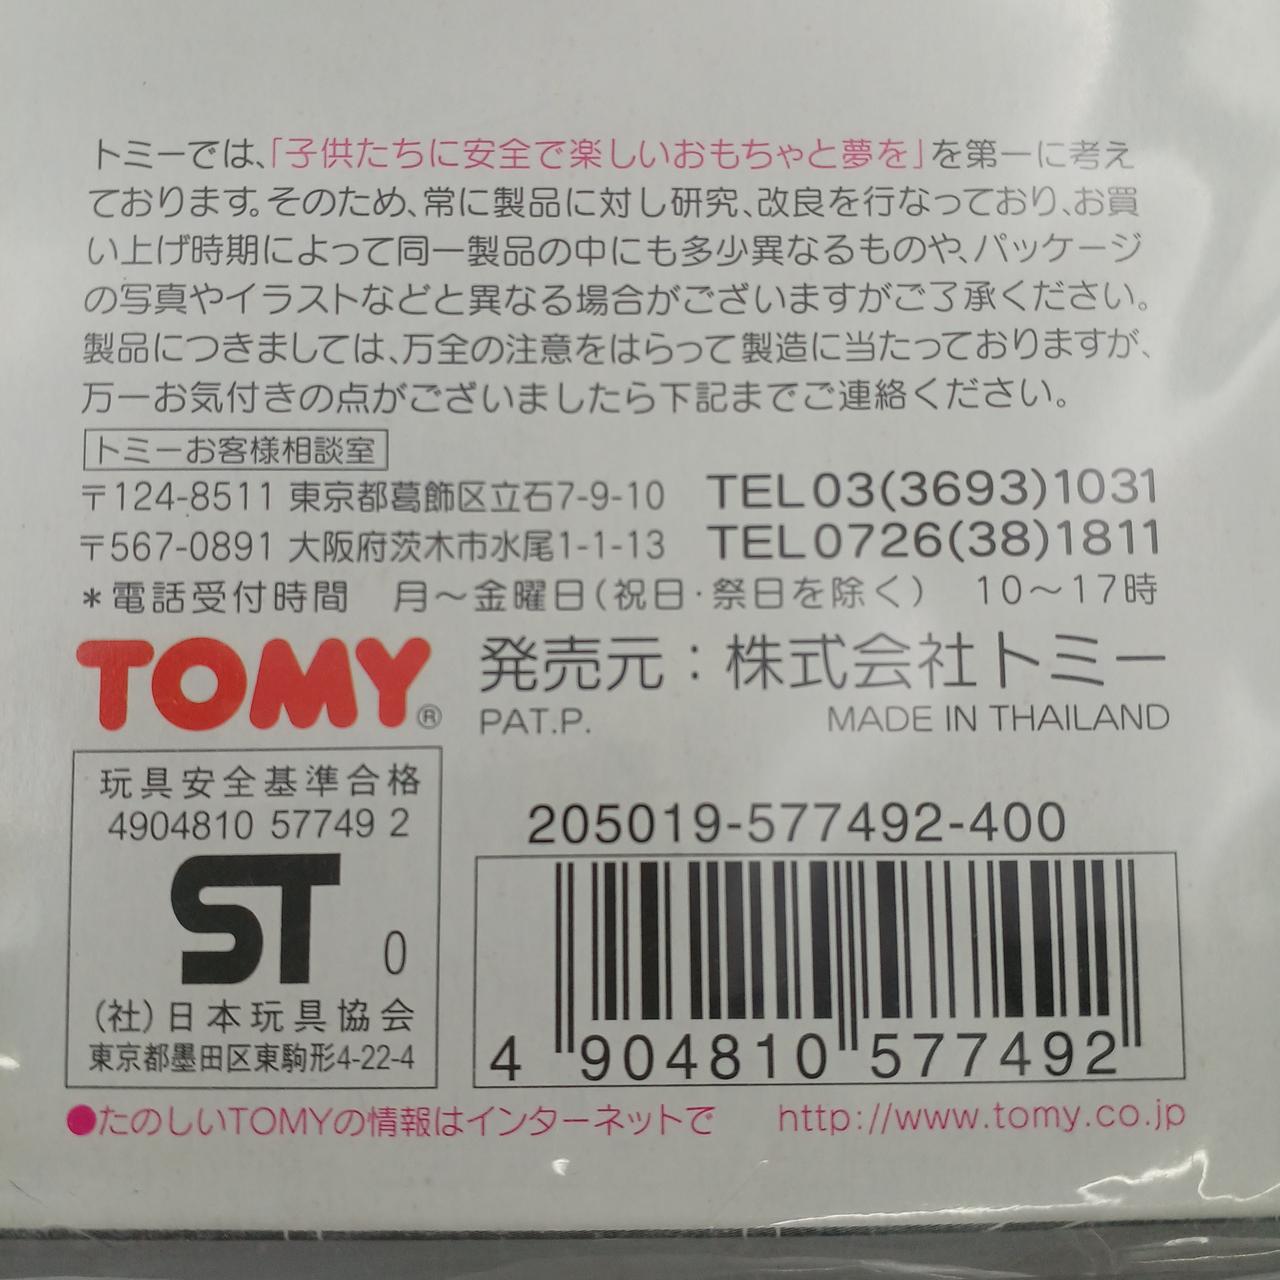 トミーでは、「子供たちに安全で楽しいおもちゃと夢を」を第一に考え
ております。そのため、常に製品に対し研究、改良を行なっており、お買
い上げ時期によって同一製品の中にも多少異なるものや、パッケージ
の写真やイラストなどと異なる場合がございますがご了承ください。
製品につきましては、万全の注意をはらって製造に当たっておりますが、
万一お気付きの点がございましたら下記までご連絡ください。
トミーお客様相談室
〒124-8511 東京都葛飾区立石7-9-10 TEL03(3693)1031
〒567-0891 大阪府茨木市水尾1-1-13 TEL0726(38)1811
*電話受付時間 月～金曜日(祝日・祭日を除く) 10～17時
TOMY® 発売元：株式会社トミー
PAT.P. MADE IN THAILAND
玩具安全基準合格
4904810 57749 2
ST 0
(社)日本玩具協会
東京都墨田区東駒形4-22-4
205019-577492-400
4 904810 577492
●たのしいTOMYの情報はインターネットで http://www.tomy.co.jp